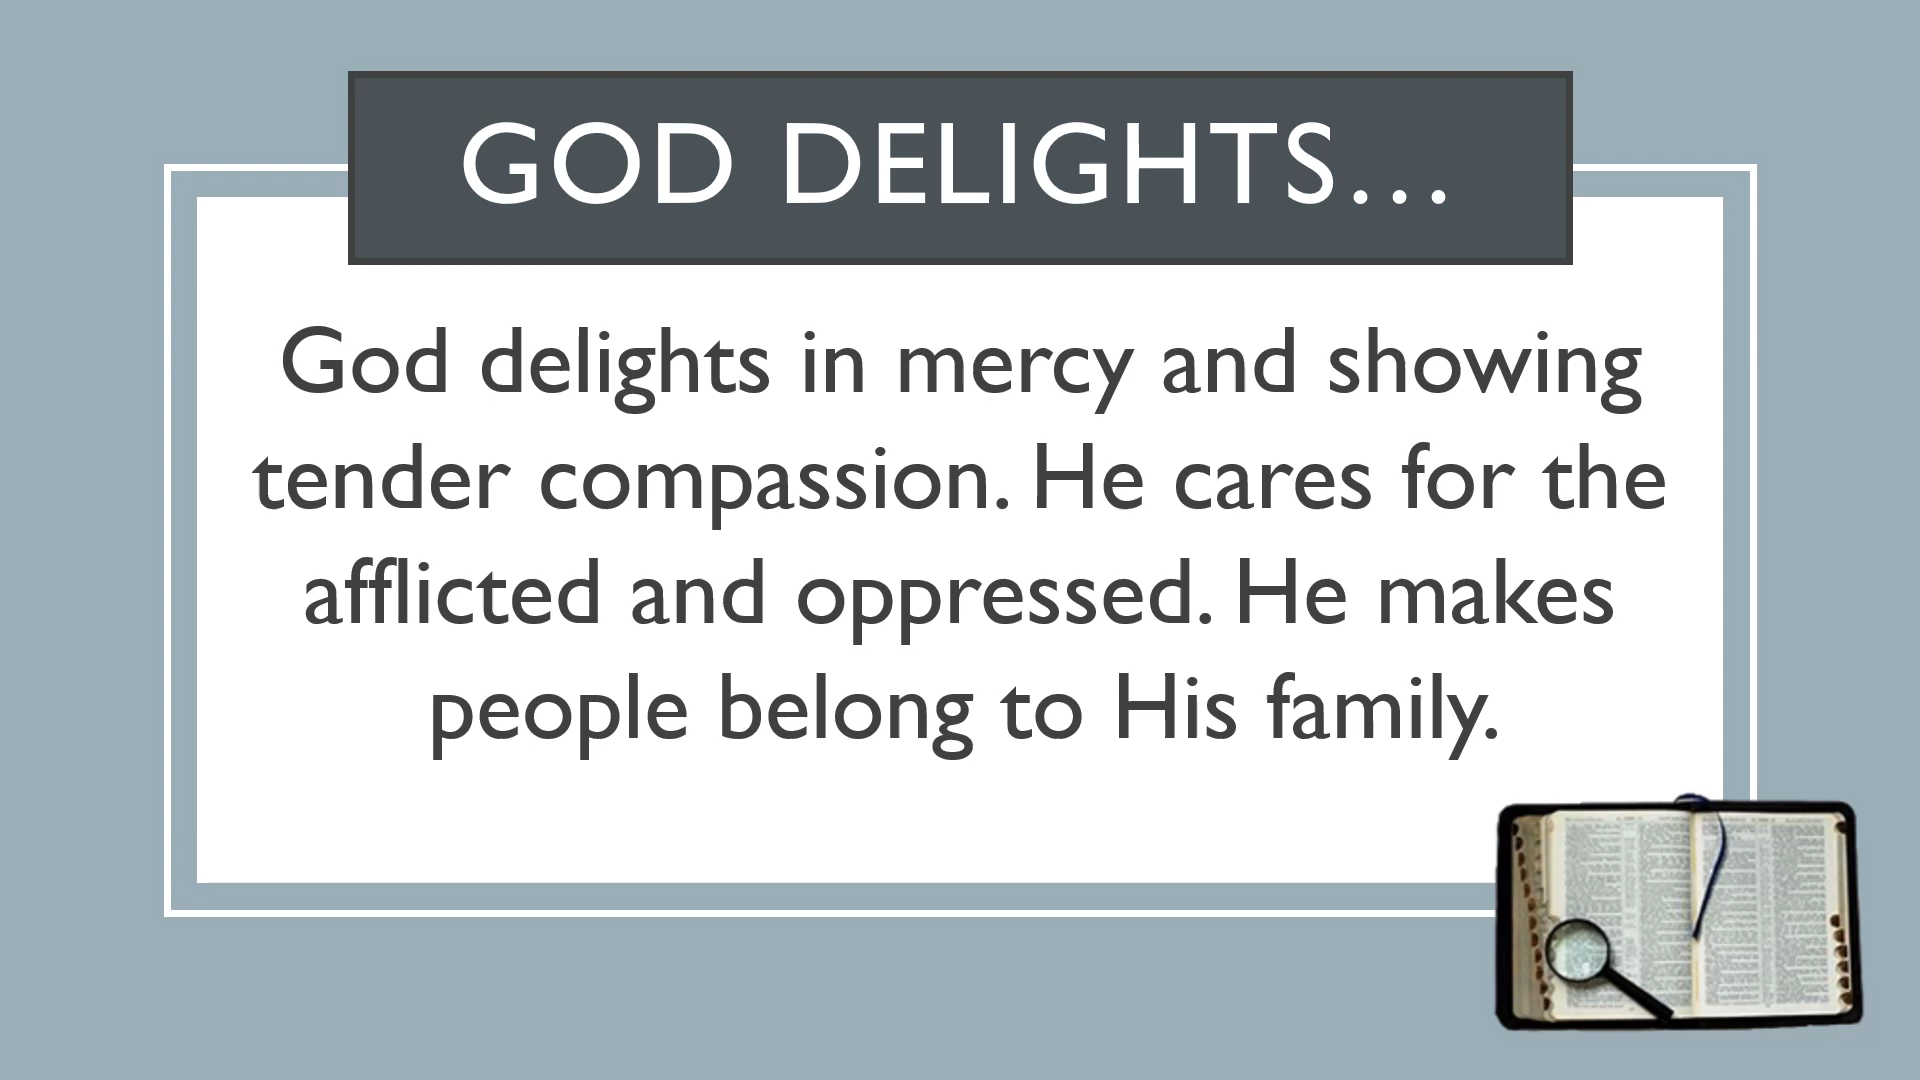 GOD DELIGHTS...
God delights in mercy and showing
tender compassion. He cares for the
afflicted and oppressed. He makes
people belong to His family.